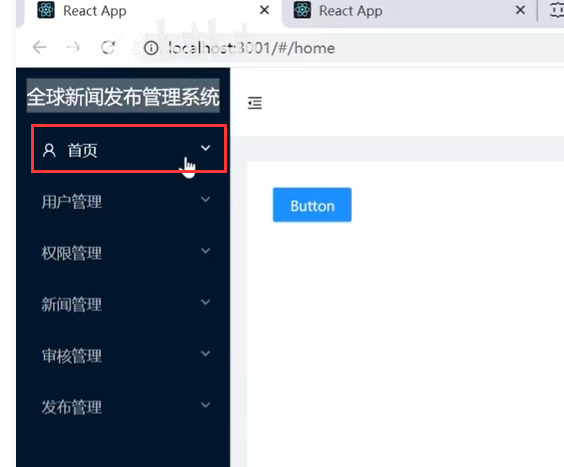 React App
React App
localhost:3001/#/home
全球新闻发布管理系统
首页
Button
用户管理
权限管理
新闻管理
审核管理
发布管理